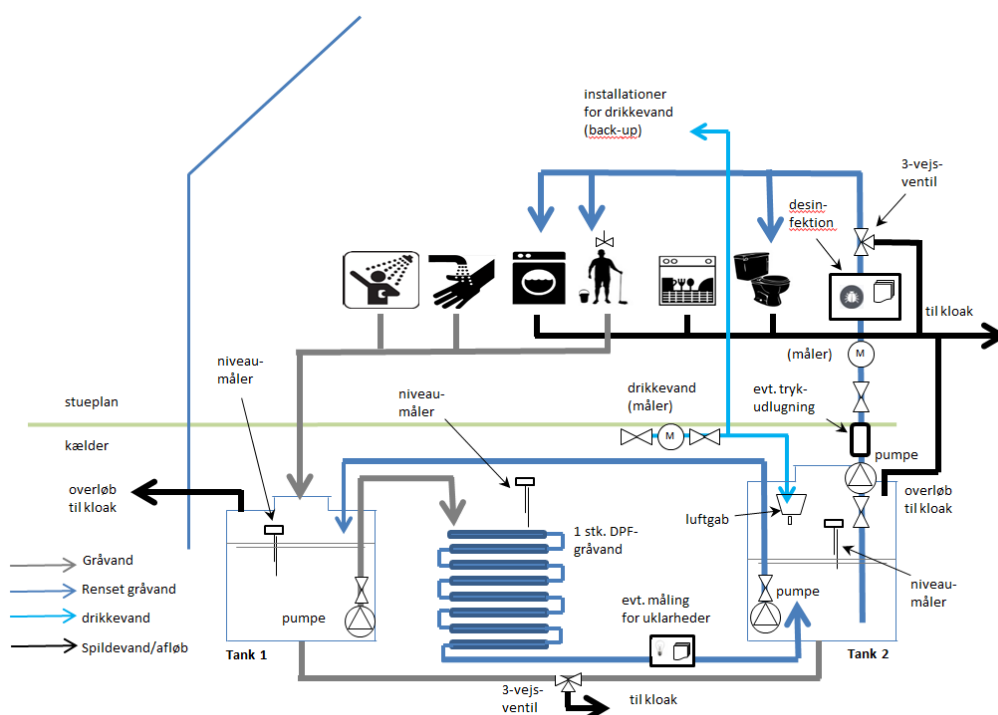 installationer
for drikkevand
(back-up)
3-vejs-
ventil
desin-
fektion
til kloak
niveau-
måler
niveau-
måler
drikkevand
(måler)
(måler)
M
M
evt. tryk-
udlugning
stueplan
kælder
pumpe
overløb
til kloak
overløb
til kloak
luftgab
1 stk. DPF-
gråvand
Gråvand
Renset gråvand
drikkevand
Spildevand/afløb
pumpe
evt. måling
for uklarheder
pumpe
niveau-
måler
Tank 1
Tank 2
3-vejs-
ventil
til kloak